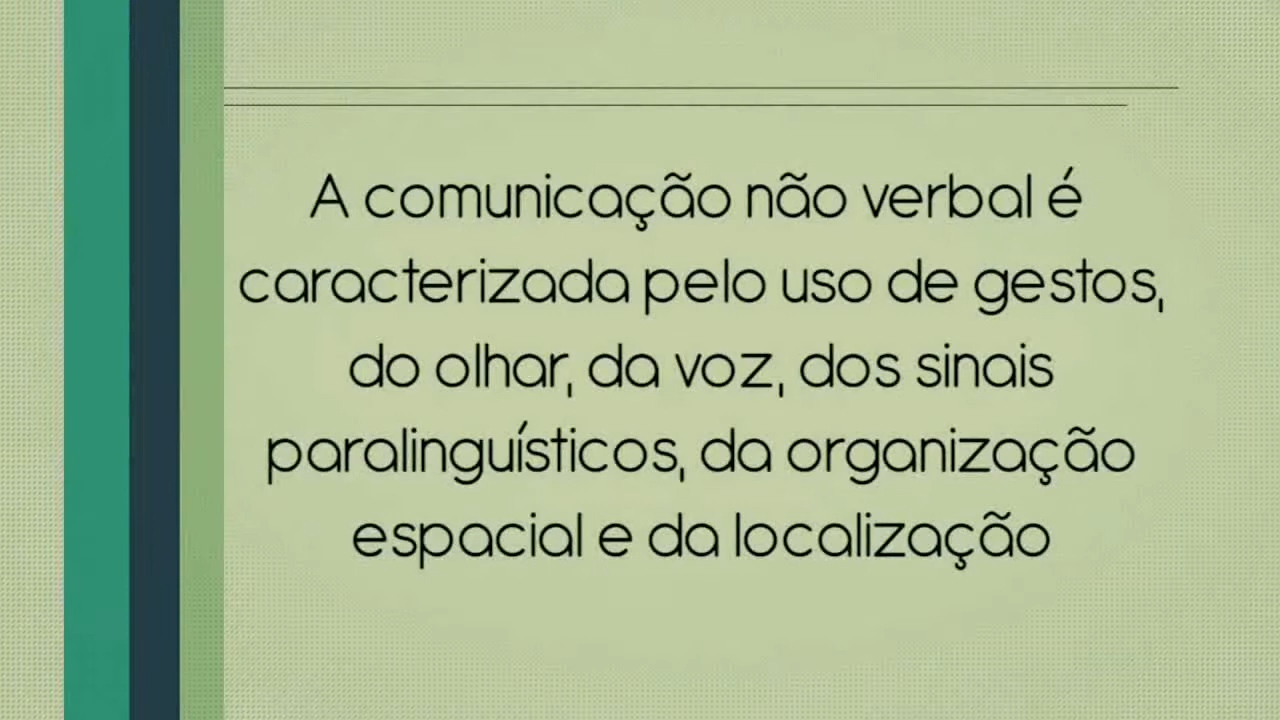 A comunicação não verbal é
caracterizada pelo uso de gestos,
do olhar, da voz, dos sinais
paralinguísticos, da organização
espacial e da localização